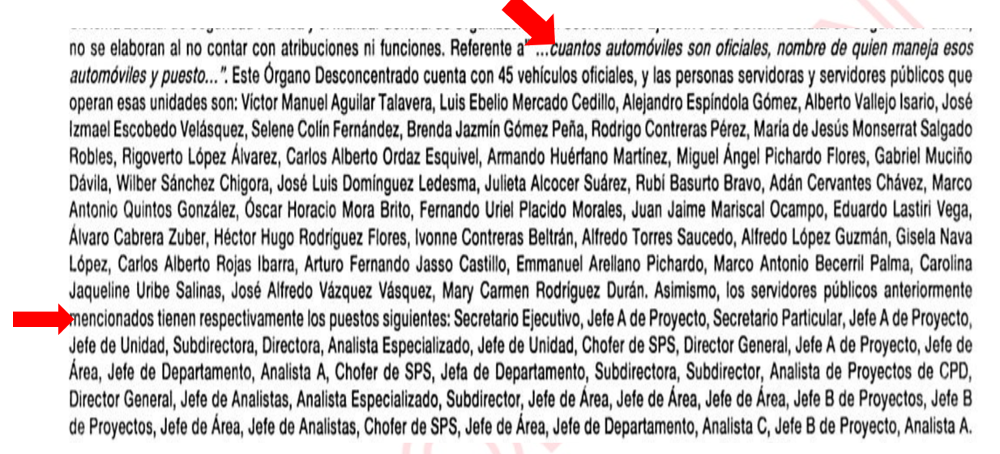 no se elaboran al no contar con atribuciones ni funciones. Referente a" "...cuantos automóviles son oficiales, nombre de quien maneja esos
automóviles y puesto...". Este Órgano Desconcentrado cuenta con 45 vehículos oficiales, y las personas servidoras y servidores públicos que
operan esas unidades son: Víctor Manuel Aguilar Talavera, Luis Ebelio Mercado Cedillo, Alejandro Espíndola Gómez, Alberto Vallejo Isario, José
Izmael Escobedo Velásquez, Selene Colín Fernández, Brenda Jazmín Gómez Peña, Rodrigo Contreras Pérez, María de Jesús Monserrat Salgado
Robles, Rigoverto López Álvarez, Carlos Alberto Ordaz Esquivel, Armando Huérfano Martínez, Miguel Ángel Pichardo Flores, Gabriel Muciño
Dávila, Wilber Sánchez Chigora, José Luis Domínguez Ledesma, Julieta Alcocer Suárez, Rubí Basurto Bravo, Adán Cervantes Chávez, Marco
Antonio Quintos González, Óscar Horacio Mora Brito, Fernando Uriel Placido Morales, Juan Jaime Mariscal Ocampo, Eduardo Lastiri Vega,
Álvaro Cabrera Zuber, Héctor Hugo Rodríguez Flores, Ivonne Contreras Beltrán, Alfredo Torres Saucedo, Alfredo López Guzmán, Gisela Nava
López, Carlos Alberto Rojas Ibarra, Arturo Fernando Jasso Castillo, Emmanuel Arellano Pichardo, Marco Antonio Becerril Palma, Carolina
Jaqueline Uribe Salinas, José Alfredo Vázquez Vásquez, Mary Carmen Rodríguez Durán. Asimismo, los servidores públicos anteriormente
mencionados tienen respectivamente los puestos siguientes: Secretario Ejecutivo, Jefe A de Proyecto, Secretario Particular, Jefe A de Proyecto,
Jefe de Unidad, Subdirectora, Directora, Analista Especializado, Jefe de Unidad, Chofer de SPS, Director General, Jefe A de Proyecto, Jefe de
Área, Jefe de Departamento, Analista A, Chofer de SPS, Jefa de Departamento, Subdirectora, Subdirector, Analista de Proyectos de CPD,
Director General, Jefe de Analistas, Analista Especializado, Subdirector, Jefe de Área, Jefe de Área, Jefe de Área, Jefe B de Proyectos, Jefe B
de Proyectos, Jefe de Área, Jefe de Analistas, Chofer de SPS, Jefe de Área, Jefe de Departamento, Analista C, Jefe B de Proyecto, Analista A.